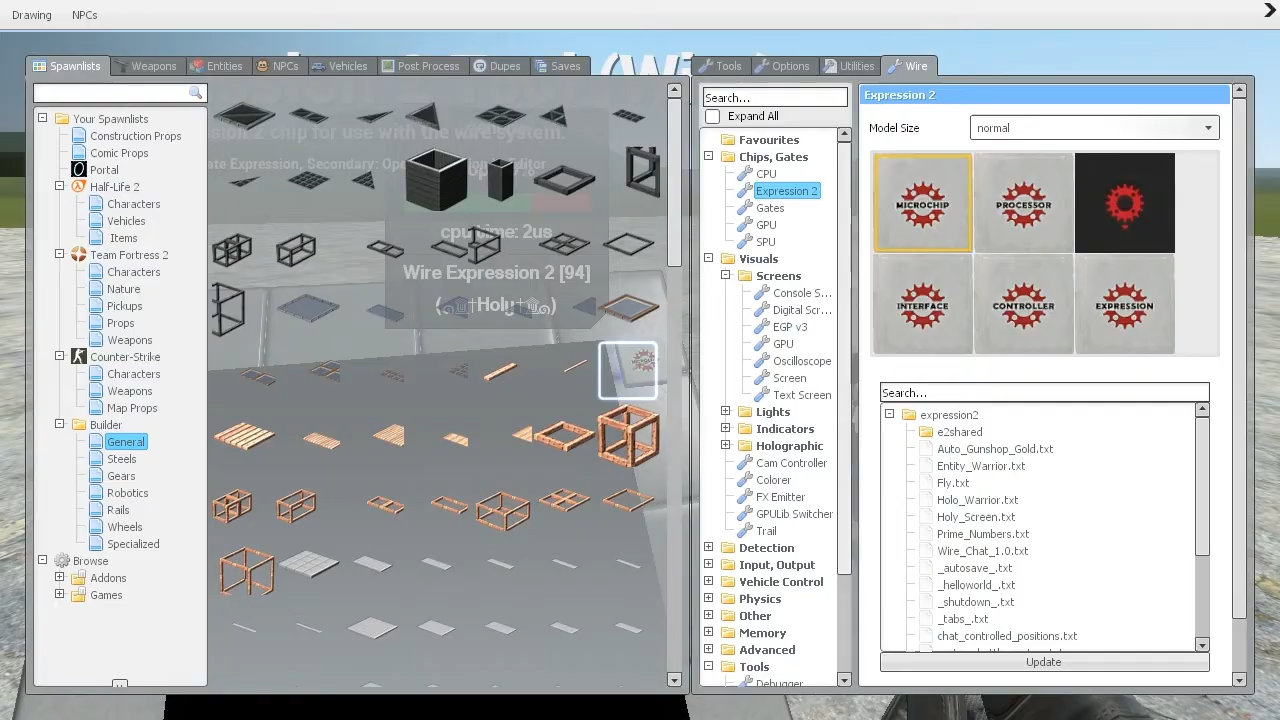 Drawing NPCs
Spawnlists Weapons Entities NPCs Vehicles Post Process Dupes Saves
Tools Options Utilities Wire
Your Spawnlists
Construction Props
Comic Props
Portal
Half-Life 2
Characters
Vehicles
Items
Team Fortress 2
Characters
Nature
Pickups
Props
Weapons
Counter-Strike
Characters
Weapons
Map Props
Builder
General
Steels
Gears
Robotics
Rails
Wheels
Specialized
Browse
Addons
Games
cpu time: 2us
Wire Expression 2 [94]
Search...
Expand All
Favourites
Chips, Gates
CPU
Expression 2
Gates
GPU
SPU
Visuals
Screens
Console S...
Digital Scr...
EGP v3
GPU
Oscilloscope
Screen
Text Screen
Lights
Indicators
Holographic
Cam Controller
Colorer
FX Emitter
GPULib Switcher
Trail
Detection
Input, Output
Vehicle Control
Physics
Other
Memory
Advanced
Tools
Debugger
Expression 2
Model Size normal
MICROCHIP PROCESSOR
INTERFACE CONTROLLER EXPRESSION
Search...
expression2
e2shared
Auto_Gunshop_Gold.txt
Entity_Warrior.txt
Fly.txt
Holo_Warrior.txt
Holy_Screen.txt
Prime_Numbers.txt
Wire_Chat_1.0.txt
_autosave_.txt
_helloworld_.txt
_shutdown_.txt
_tabs_.txt
chat_controlled_positions.txt
Update